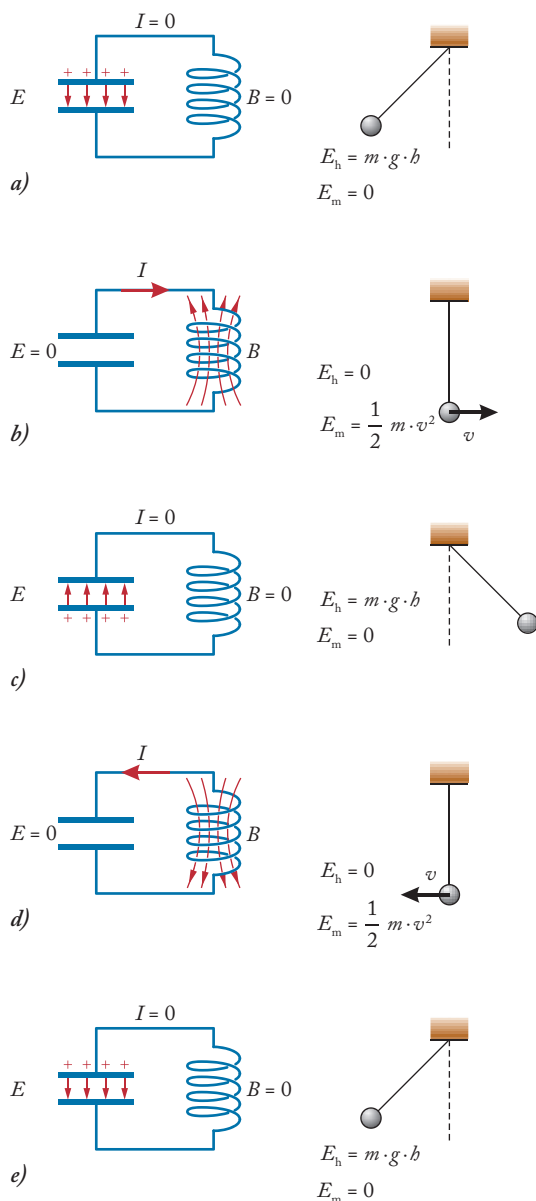 I = 0
+ + + +
E
B = 0
E_h = m · g · h
E_m = 0
a)
I
E = 0
B
E_h = 0
E_m = 1/2 m · v²
v
b)
I = 0
E
+ + + +
B = 0
E_h = m · g · h
E_m = 0
c)
I
E = 0
B
E_h = 0
v
E_m = 1/2 m · v²
d)
I = 0
+ + + +
E
B = 0
E_h = m · g · h
E_m = 0
e)